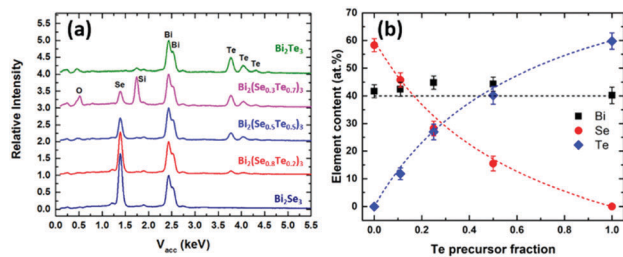 (a)
Relative Intensity
5.0
4.5
4.0
3.5
3.0
2.5
2.0
1.5
1.0
0.5
0.0
Bi
Bi
Te
Te
Te
Bi₂Te₃
O
Se
Si
Bi₂(Se₀.₃Te₀.₇)₃
Bi₂(Se₀.₅Te₀.₅)₃
Bi₂(Se₀.₈Te₀.₂)₃
Bi₂Se₃
0.0 0.5 1.0 1.5 2.0 2.5 3.0 3.5 4.0 4.5 5.0 5.5
Vacc (keV)
(b)
Element content (at.%)
70
60
50
40
30
20
10
0
Bi
Se
Te
0.0 0.2 0.4 0.6 0.8 1.0
Te precursor fraction